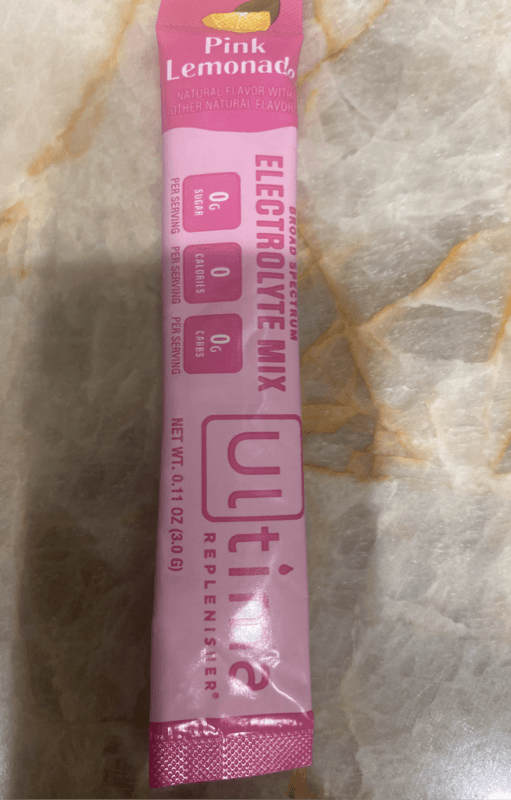 Pink
Lemonade
NATURAL FLAVOR WITH
OTHER NATURAL FLAVORS
BROAD SPECTRUM
ELECTROLYTE MIX
0G
SUGAR
PER SERVING
0
CALORIES
PER SERVING
0G
CARBS
PER SERVING
ultima
REPLENISHER®
NET WT. 0.11 OZ (3.0 G)